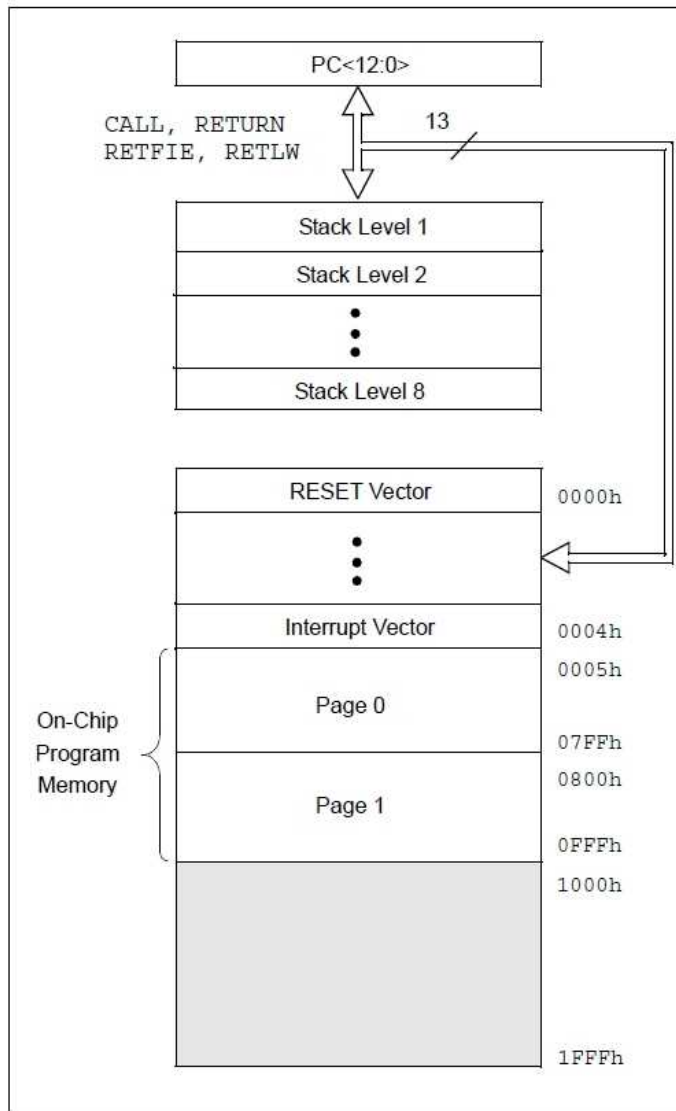 PC<12:0>
CALL, RETURN
RETFIE, RETLW
13
Stack Level 1
Stack Level 2
Stack Level 8
RESET Vector
0000h
Interrupt Vector
0004h
0005h
On-Chip
Program
Memory
Page 0
07FFh
0800h
Page 1
0FFFh
1000h
1FFFh